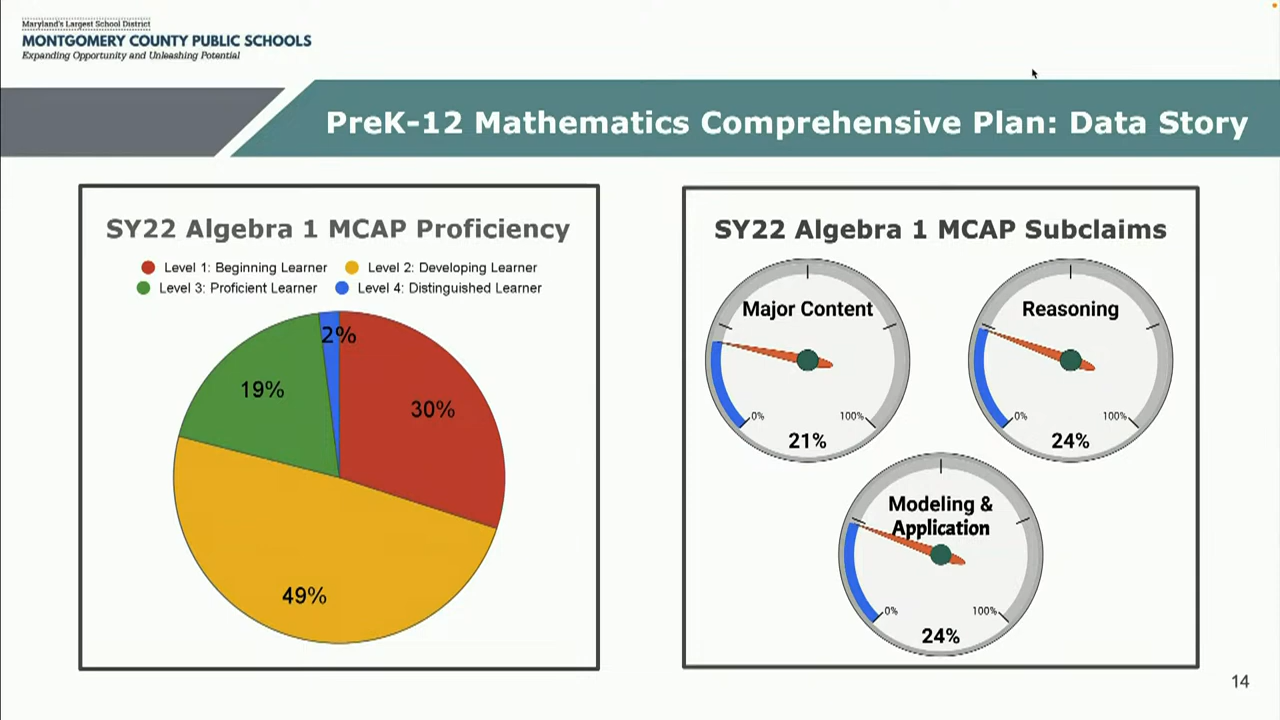 Maryland's Largest School District
MONTGOMERY COUNTY PUBLIC SCHOOLS
Expanding Opportunity and Unleashing Potential
PreK-12 Mathematics Comprehensive Plan: Data Story
SY22 Algebra 1 MCAP Proficiency
Level 1: Beginning Learner
Level 2: Developing Learner
Level 3: Proficient Learner
Level 4: Distinguished Learner
2%
19%
30%
49%
SY22 Algebra 1 MCAP Subclaims
Major Content
0%
100%
21%
Reasoning
0%
100%
24%
Modeling &
Application
0%
100%
24%
14